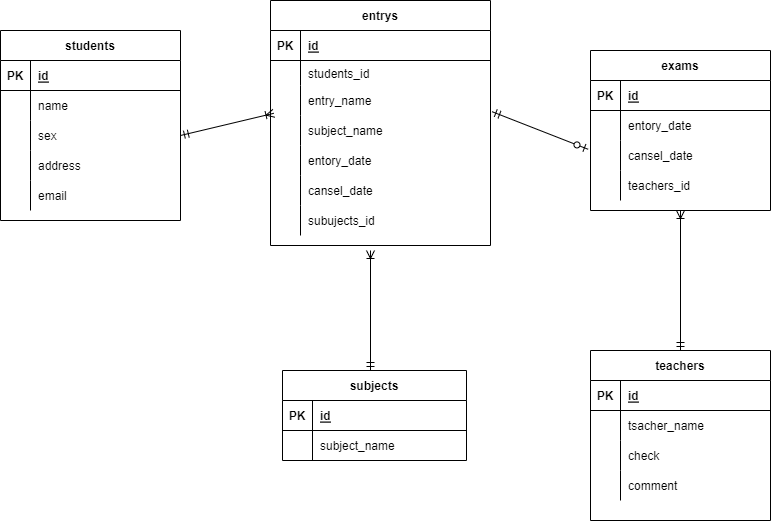 students
PK id
name
sex
address
email
entrys
PK id
students_id
entry_name
subject_name
entory_date
cansel_date
subujects_id
exams
PK id
entory_date
cansel_date
teachers_id
subjects
PK id
subject_name
teachers
PK id
tsacher_name
check
comment